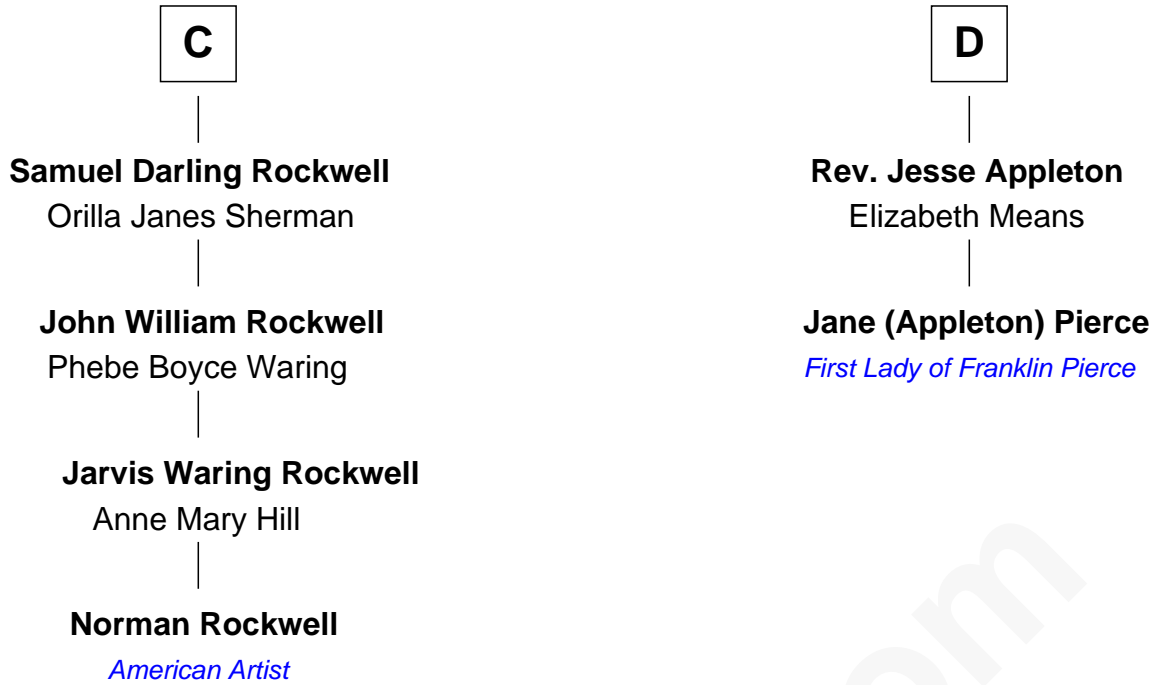 C
Samuel Darling Rockwell
Orilla Janes Sherman
John William Rockwell
Phebe Boyce Waring
Jarvis Waring Rockwell
Anne Mary Hill
Norman Rockwell
American Artist
D
Rev. Jesse Appleton
Elizabeth Means
Jane (Appleton) Pierce
First Lady of Franklin Pierce
om